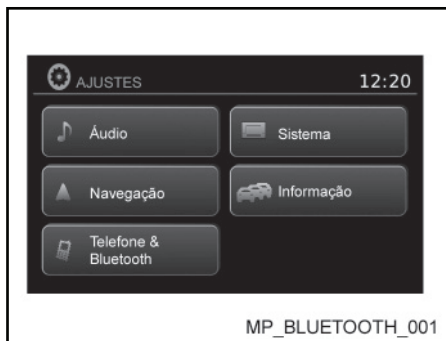 AJUSTES 12:20
Áudio
Sistema
Navegação
Informação
Telefone &
Bluetooth
MP_BLUETOOTH_001